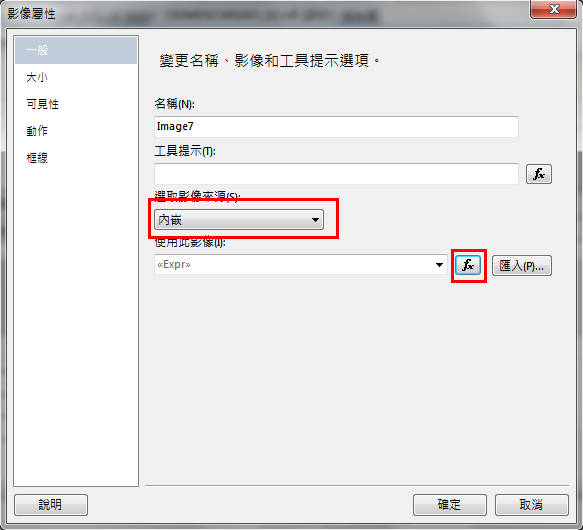 影像屬性
一般
大小
可見性
動作
框線
變更名稱、影像和工具提示選項。
名稱(N):
Image7
工具提示(T):
fx
選取影像來源(S):
內嵌
使用此影像(I):
«Expr»
fx
匯入(P)...
說明
確定
取消